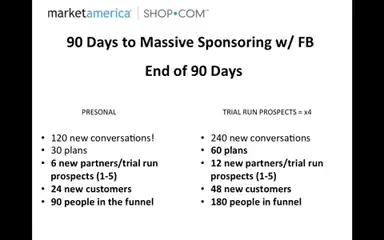 marketamerica | SHOP•COM™
90 Days to Massive Sponsoring w/ FB
End of 90 Days
PRESONAL
• 120 new conversations!
• 30 plans
• 6 new partners/trial run
prospects (1-5)
• 24 new customers
• 90 people in the funnel
TRIAL RUN PROSPECTS = x4
• 240 new conversations
• 60 plans
• 12 new partners/trial run
prospects (1-5)
• 48 new customers
• 180 people in funnel